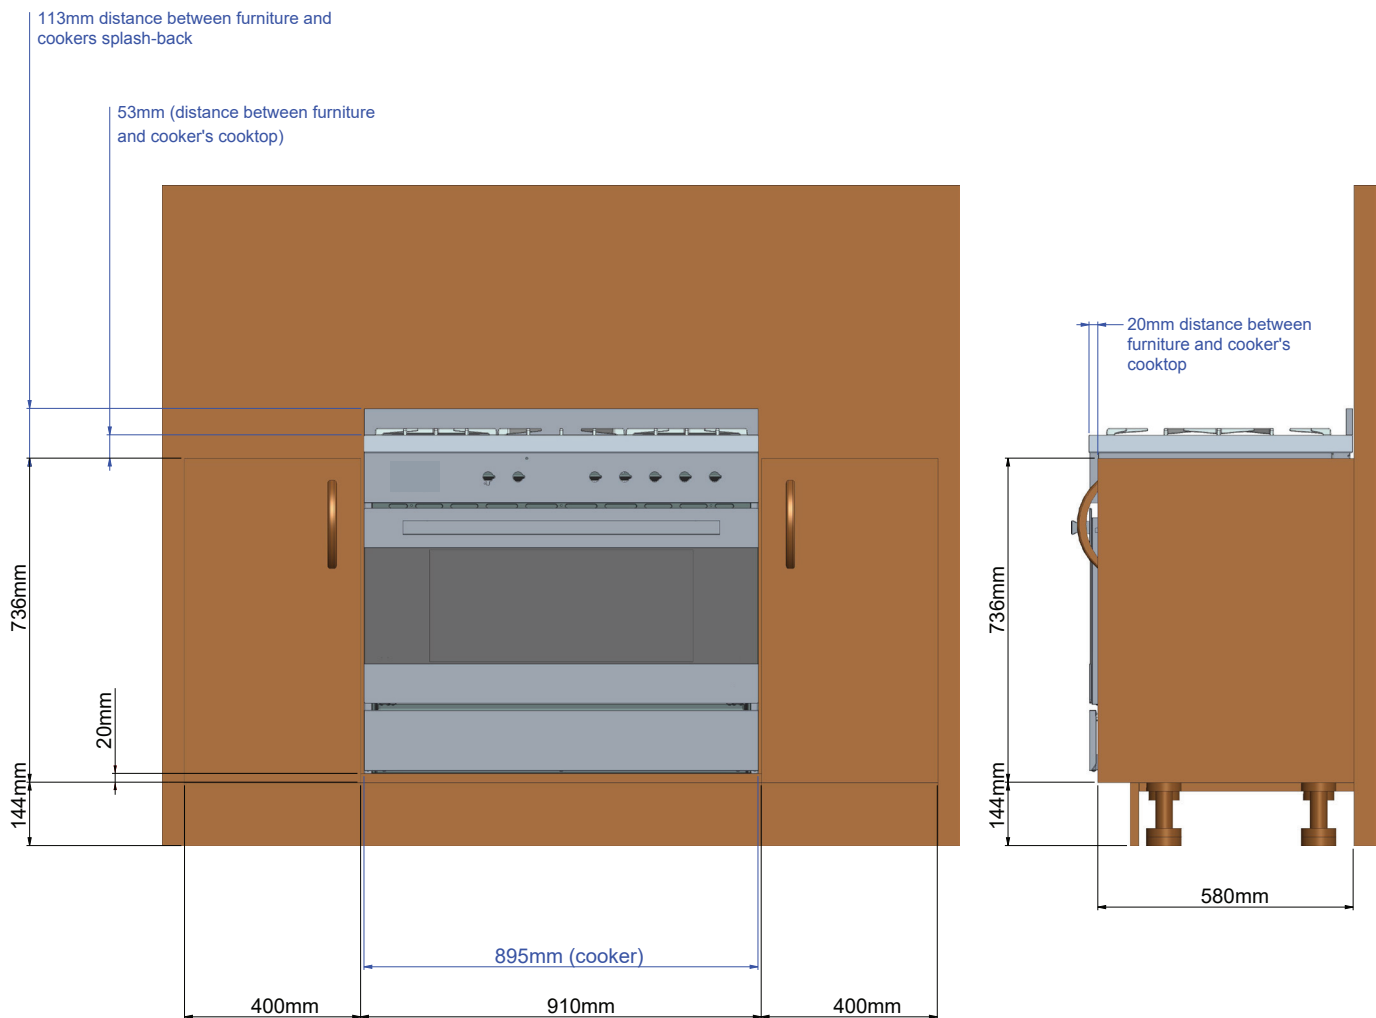 113mm distance between furniture and
cookers splash-back
53mm (distance between furniture
and cooker's cooktop)
20mm distance between
furniture and cooker's
cooktop
736mm
20mm
144mm
736mm
144mm
580mm
895mm (cooker)
400mm
910mm
400mm